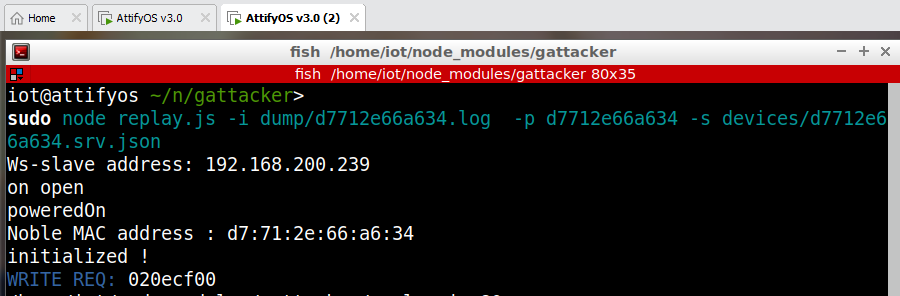 Home AttifyOS v3.0 AttifyOS v3.0 (2)
fish /home/iot/node_modules/gattacker
fish /home/iot/node_modules/gattacker 80x35
iot@attifyos ~/n/gattacker>
sudo node replay.js -i dump/d7712e66a634.log  -p d7712e66a634 -s devices/d7712e6
6a634.srv.json
Ws-slave address: 192.168.200.239
on open
poweredOn
Noble MAC address : d7:71:2e:66:a6:34
initialized !
WRITE REQ: 020ecf00